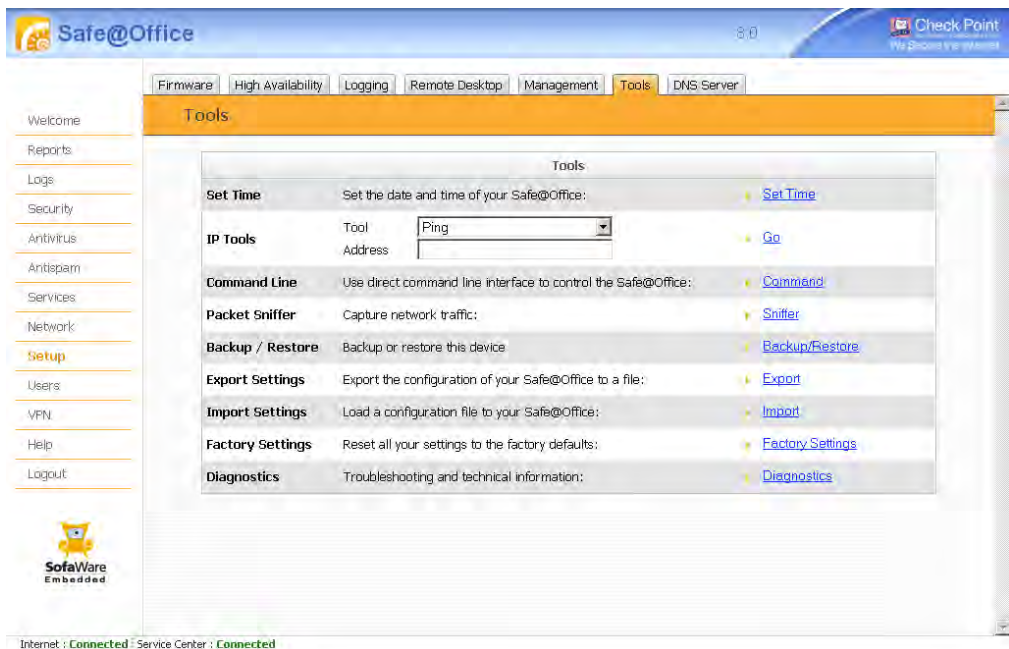 Safe@Office 8.0 Check Point
Firmware High Availability Logging Remote Desktop Management Tools DNS Server
Tools
Welcome
Reports
Logs
Security
Antivirus
Antispam
Services
Network
Setup
Users
VPN
Help
Logout
Tools
Set Time Set the date and time of your Safe@Office: Set Time
IP Tools Tool Ping Go
Address
Command Line Use direct command line interface to control the Safe@Office: Command
Packet Sniffer Capture network traffic: Sniffer
Backup / Restore Backup or restore this device Backup/Restore
Export Settings Export the configuration of your Safe@Office to a file: Export
Import Settings Load a configuration file to your Safe@Office: Import
Factory Settings Reset all your settings to the factory defaults: Factory Settings
Diagnostics Troubleshooting and technical information: Diagnostics
SofaWare
Embedded
Internet : Connected Service Center : Connected